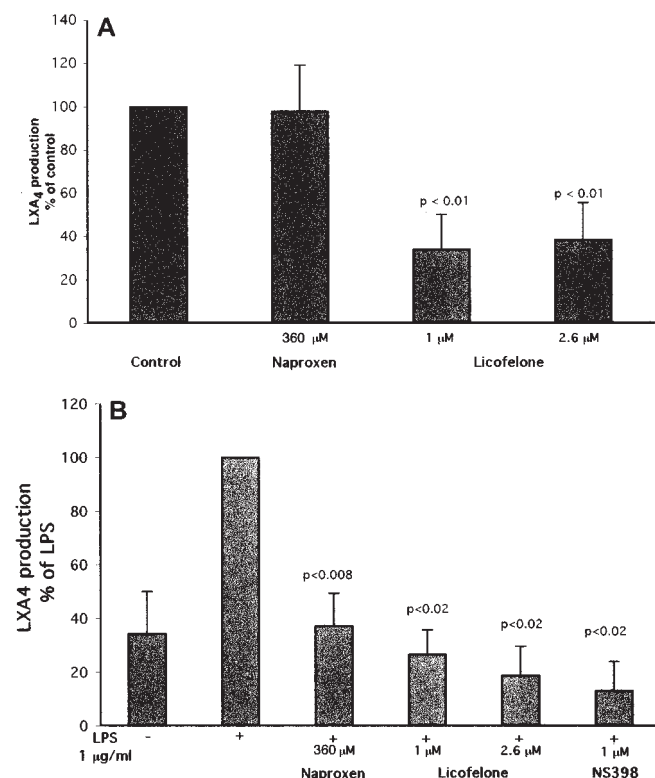 A
LXA4 production
% of control
140
120
100
80
60
40
20
0
p < 0.01
p < 0.01
360 µM
1 µM
2.6 µM
Control
Naproxen
Licofelone
B
LXA4 production
% of LPS
120
100
80
60
40
20
0
p<0.008
p<0.02
p<0.02
p<0.02
LPS - + + + + +
1 µg/ml 360 µM 1 µM 2.6 µM 1 µM
Naproxen Licofelone NS398